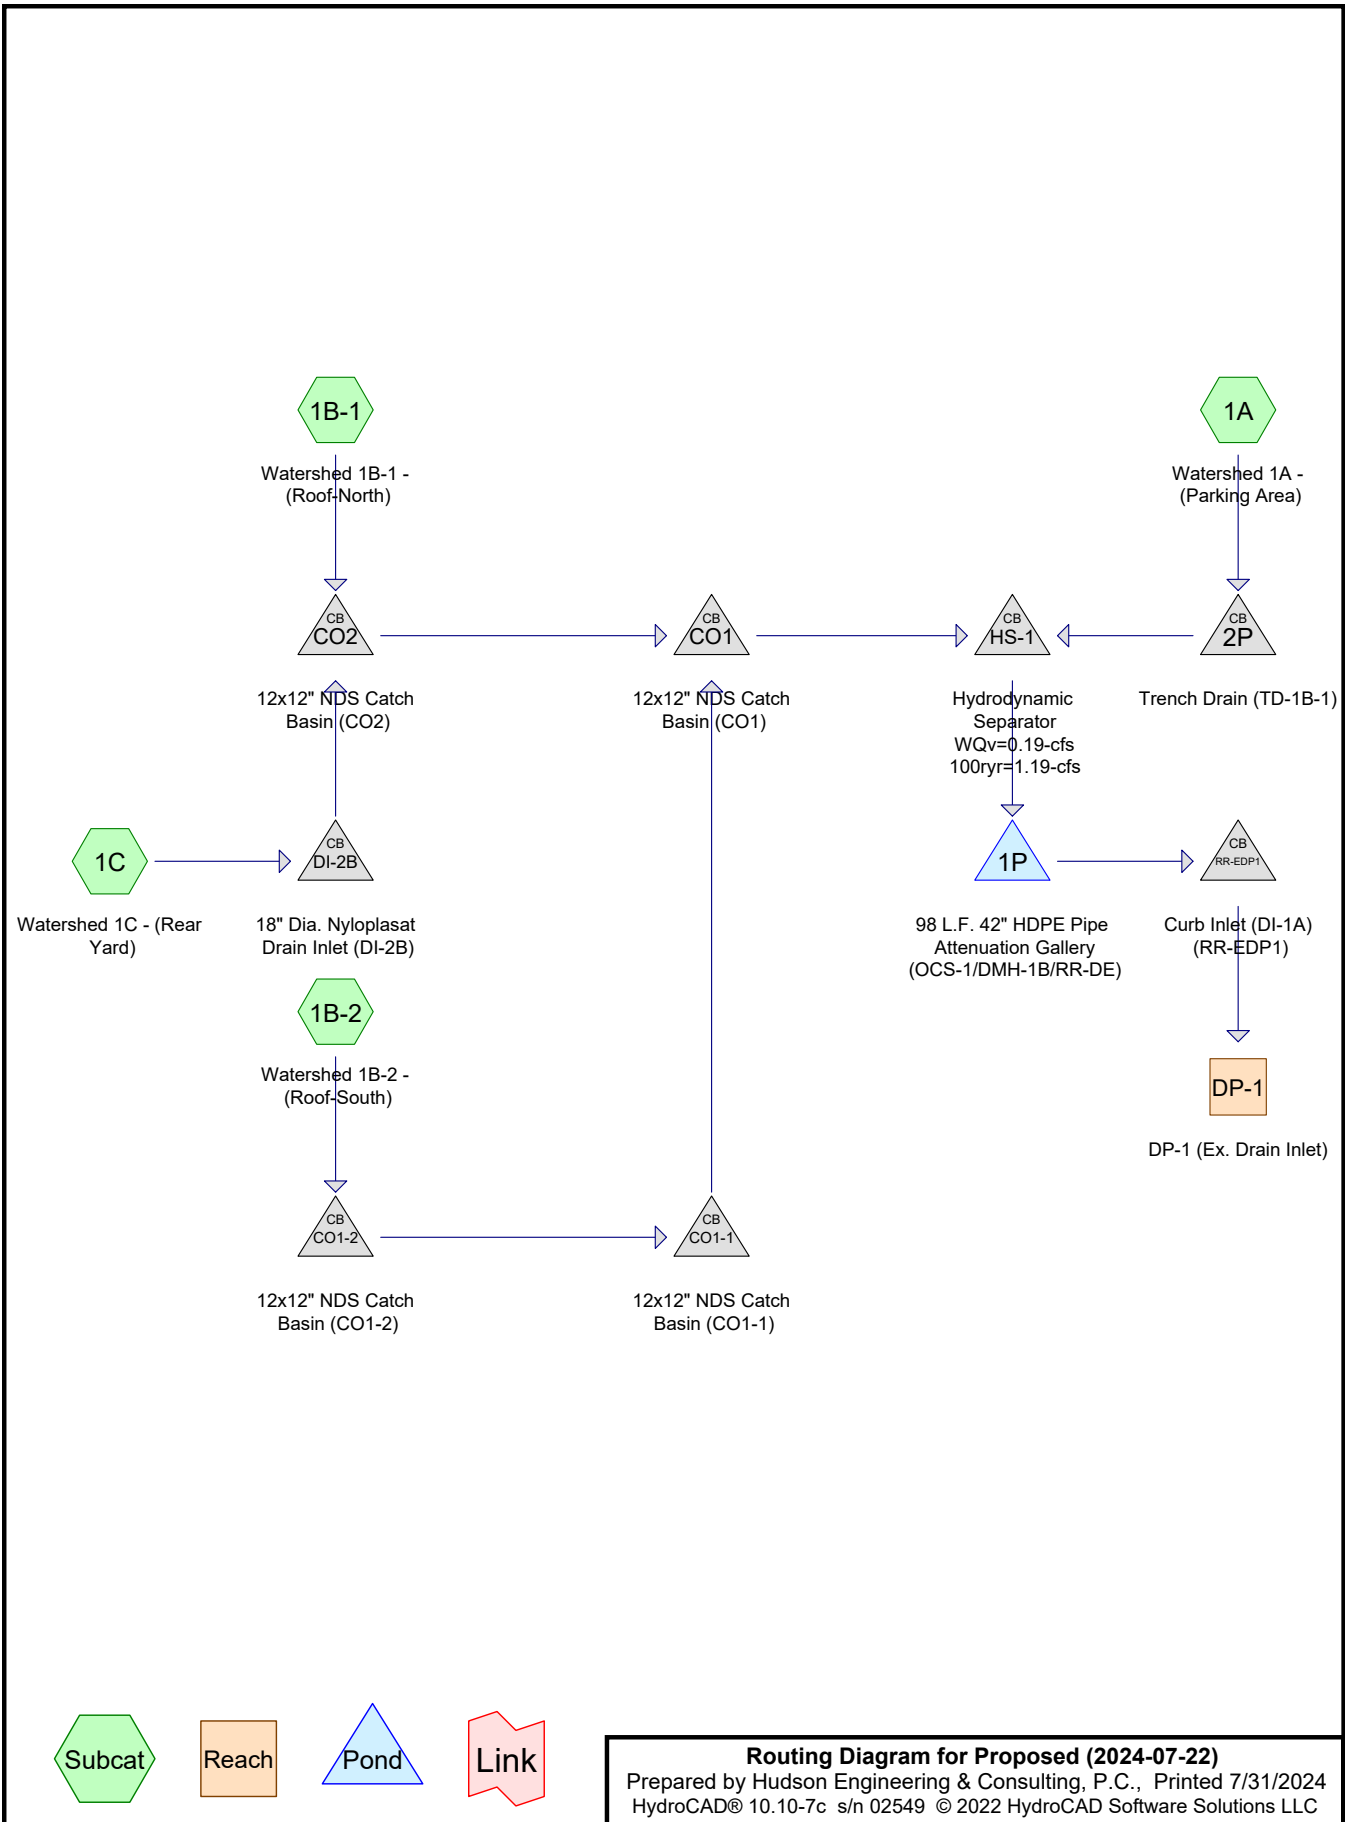 1B-1
Watershed 1B-1 -
(Roof-North)
1A
Watershed 1A -
(Parking Area)
CB
CO2
12x12" NDS Catch
Basin (CO2)
CB
CO1
12x12" NDS Catch
Basin (CO1)
CB
HS-1
Hydrodynamic
Separator
WQv=0.19-cfs
100ryr=1.19-cfs
CB
2P
Trench Drain (TD-1B-1)
1C
Watershed 1C - (Rear
Yard)
CB
DI-2B
18" Dia. Nyloplasat
Drain Inlet (DI-2B)
1P
98 L.F. 42" HDPE Pipe
Attenuation Gallery
(OCS-1/DMH-1B/RR-DE)
CB
RR-EDP1
Curb Inlet (DI-1A)
(RR-EDP1)
1B-2
Watershed 1B-2 -
(Roof-South)
DP-1
DP-1 (Ex. Drain Inlet)
CB
CO1-2
12x12" NDS Catch
Basin (CO1-2)
CB
CO1-1
12x12" NDS Catch
Basin (CO1-1)
Subcat
Reach
Pond
Link
Routing Diagram for Proposed (2024-07-22)
Prepared by Hudson Engineering & Consulting, P.C., Printed 7/31/2024
HydroCAD® 10.10-7c s/n 02549 © 2022 HydroCAD Software Solutions LLC